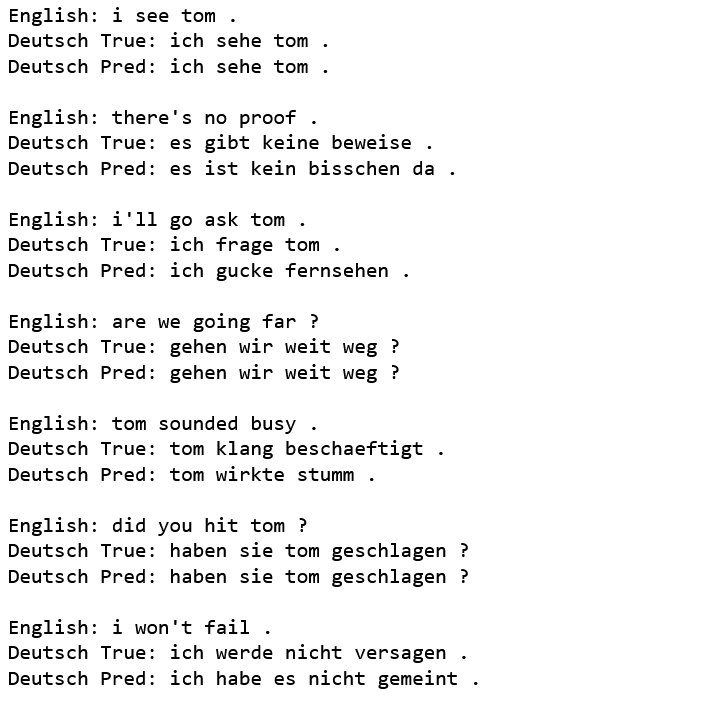 English: i see tom .
Deutsch True: ich sehe tom .
Deutsch Pred: ich sehe tom .
English: there's no proof .
Deutsch True: es gibt keine beweise .
Deutsch Pred: es ist kein bisschen da .
English: i'll go ask tom .
Deutsch True: ich frage tom .
Deutsch Pred: ich gucke fernsehen .
English: are we going far ?
Deutsch True: gehen wir weit weg ?
Deutsch Pred: gehen wir weit weg ?
English: tom sounded busy .
Deutsch True: tom klang beschaeftigt .
Deutsch Pred: tom wirkte stumm .
English: did you hit tom ?
Deutsch True: haben sie tom geschlagen ?
Deutsch Pred: haben sie tom geschlagen ?
English: i won't fail .
Deutsch True: ich werde nicht versagen .
Deutsch Pred: ich habe es nicht gemeint .